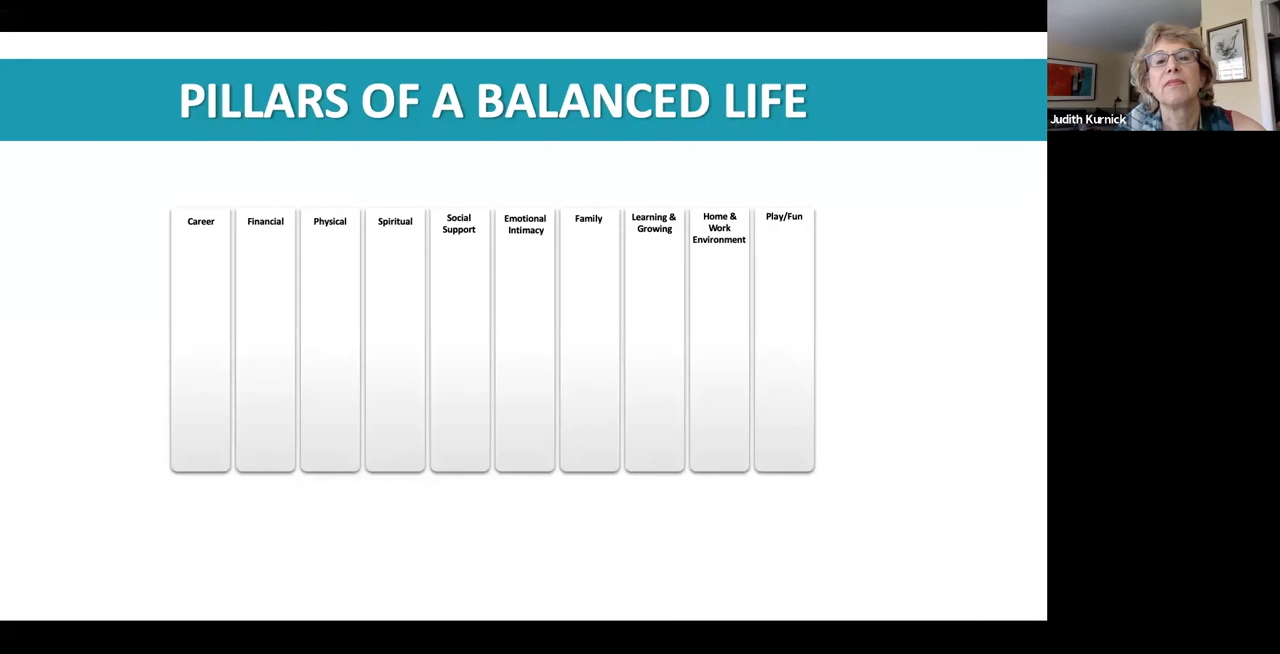 PILLARS OF A BALANCED LIFE
Judith Kurnick
Career
Financial
Physical
Spiritual
Social
Support
Emotional
Intimacy
Family
Learning &
Growing
Home &
Work
Environment
Play/Fun